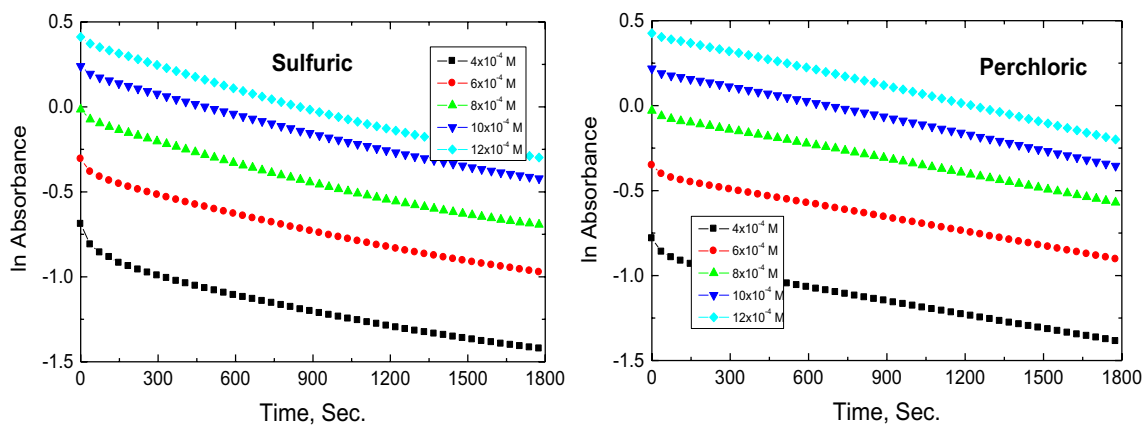 Sulfuric
ln Absorbance
0.5
0.0
-0.5
-1.0
-1.5
0 300 600 900 1200 1500 1800
Time, Sec.
4x10⁻⁴ M
6x10⁻⁴ M
8x10⁻⁴ M
10x10⁻⁴ M
12x10⁻⁴ M
Perchloric
ln Absorbance
0.5
0.0
-0.5
-1.0
-1.5
0 300 600 900 1200 1500 1800
Time, Sec.
4x10⁻⁴ M
6x10⁻⁴ M
8x10⁻⁴ M
10x10⁻⁴ M
12x10⁻⁴ M